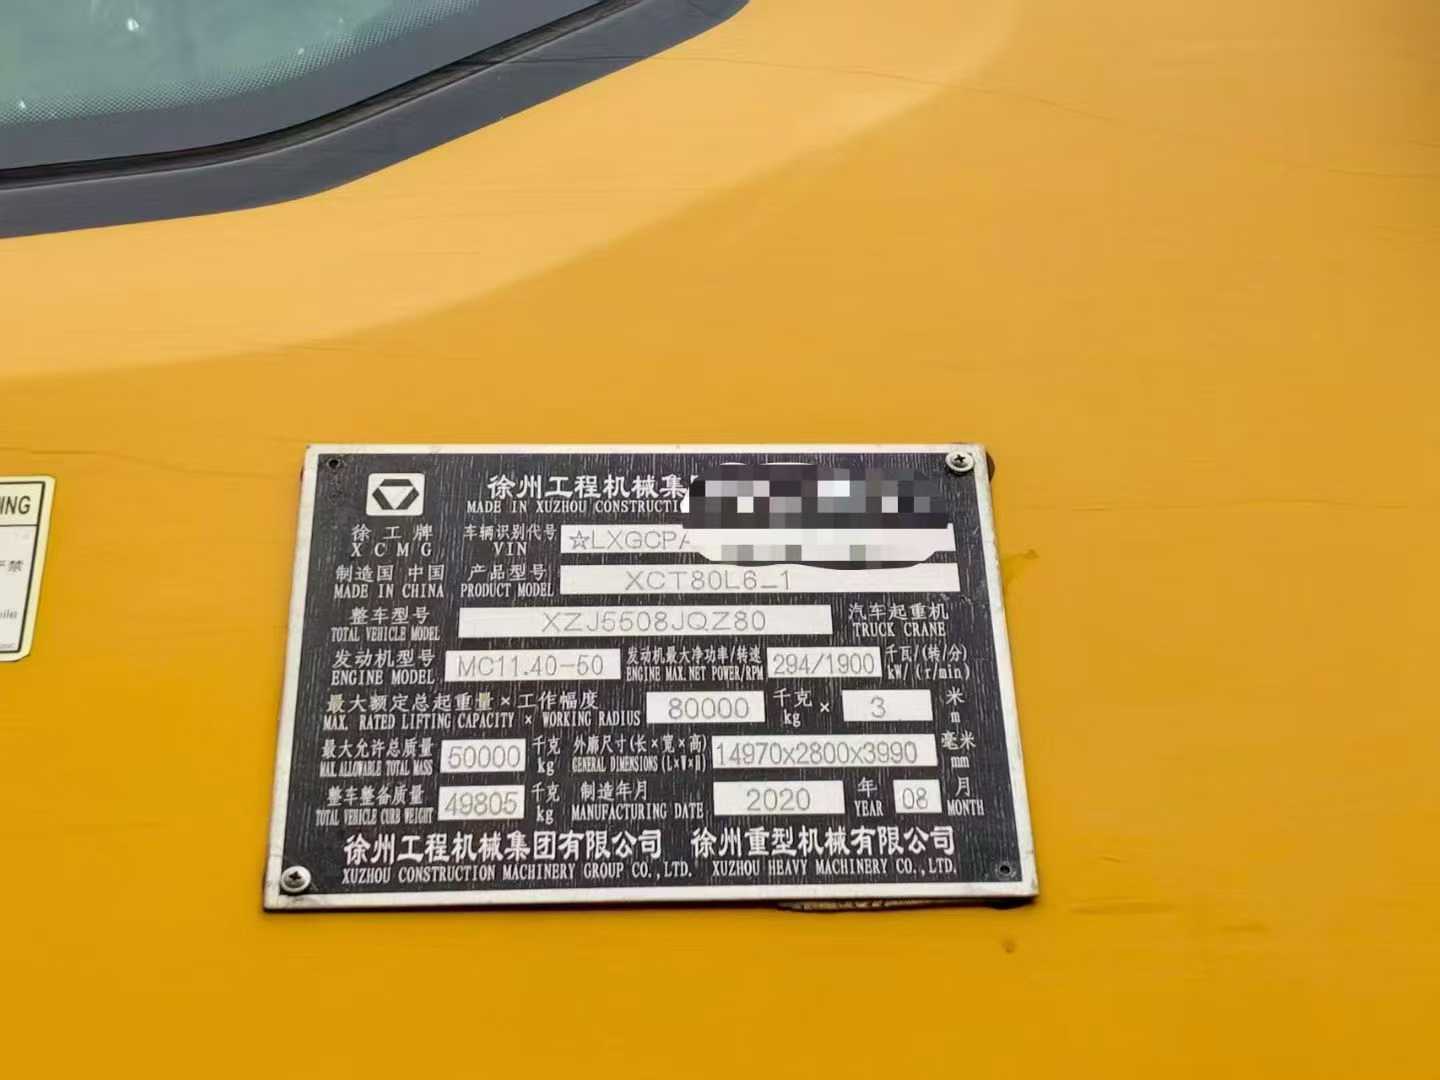 NING
严禁
徐州工程机械集
MADE IN XUZHOU CONSTRUCTI
徐工牌
XCMG
车辆识别代号
VIN
☆LXGCPA
制造国 中国
MADE IN CHINA
产品型号
PRODUCT MODEL
XCT80L6_1
整车型号
TOTAL VEHICLE MODEL
XZJ5508JQZ80
汽车起重机
TRUCK CRANE
发动机型号
ENGINE MODEL
MC11.40-50
发动机最大净功率/转速
ENGINE MAX.NET POWER/RPM
294/1900
千瓦/(转/分)
kW/(r/min)
最大额定总起重量×工作幅度
MAX. RATED LIFTING CAPACITY × WORKING RADIUS
80000
千克
kg
×
3
米
m
最大允许总质量
MAX.ALLOWABLE TOTAL MASS
50000
千克
kg
外廓尺寸(长×宽×高)
GENERAL DIMENSIONS(L×W×H)
14970x2800x3990
毫米
mm
整车整备质量
TOTAL VEHICLE CURB WEIGHT
49805
千克
kg
制造年月
MANUFACTURING DATE
2020
年
YEAR
08
月
MONTH
徐州工程机械集团有限公司 徐州重型机械有限公司
XUZHOU CONSTRUCTION MACHINERY GROUP CO.,LTD. XUZHOU HEAVY MACHINERY CO.,LTD.